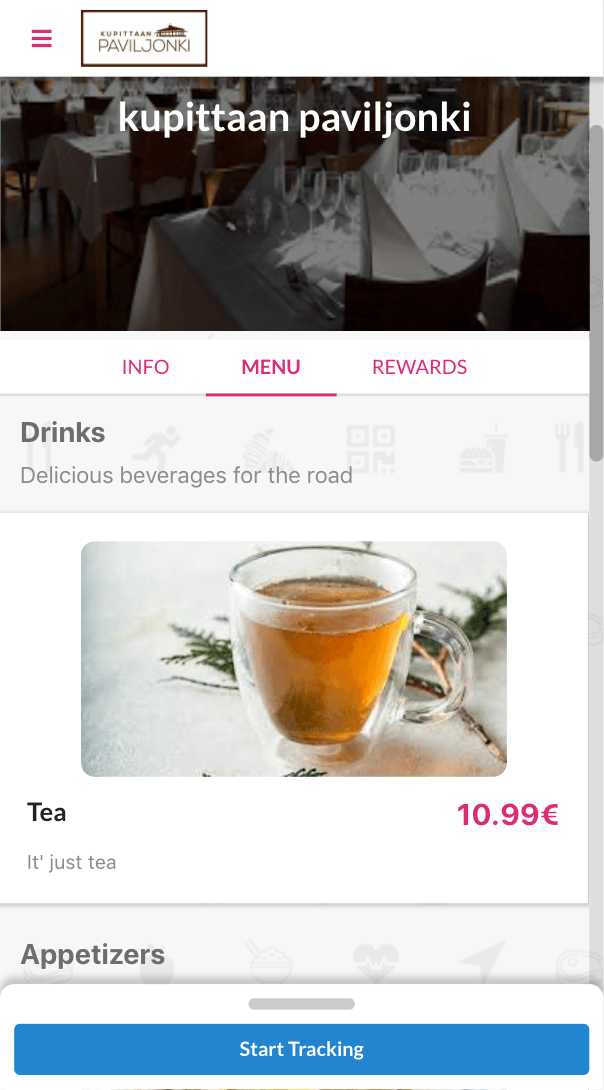 KUPITTAAN
PAVILJONKI
kupittaan paviljonki
INFO MENU REWARDS
Drinks
Delicious beverages for the road
Tea 10.99€
It' just tea
Appetizers
Start Tracking